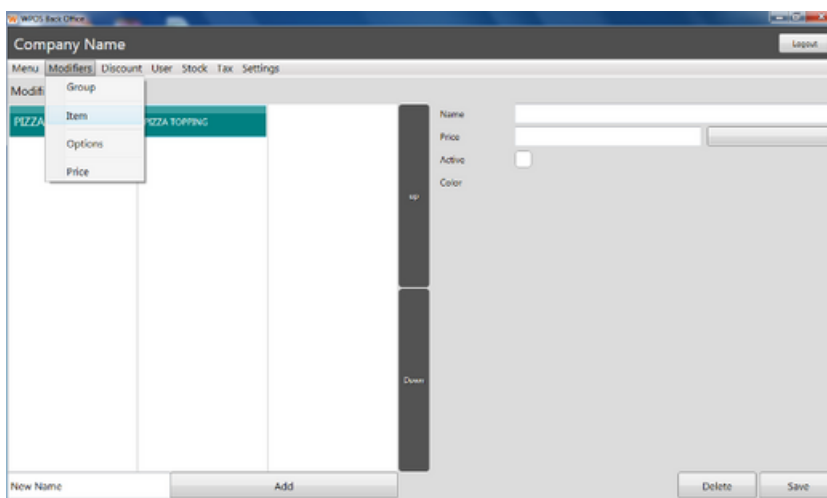 WPOS Back Office
Company Name
Logout
Menu Modifiers Discount User Stock Tax Settings
Modifi
Group
Item
Options
Price
PIZZA
PIZZA TOPPING
up
Down
Name
Price
Active
Color
New Name
Add
Delete
Save